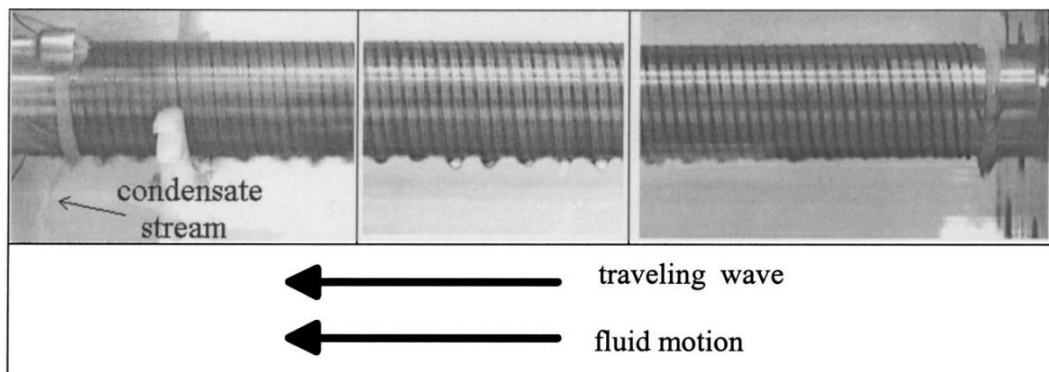 condensate
stream
traveling wave
fluid motion